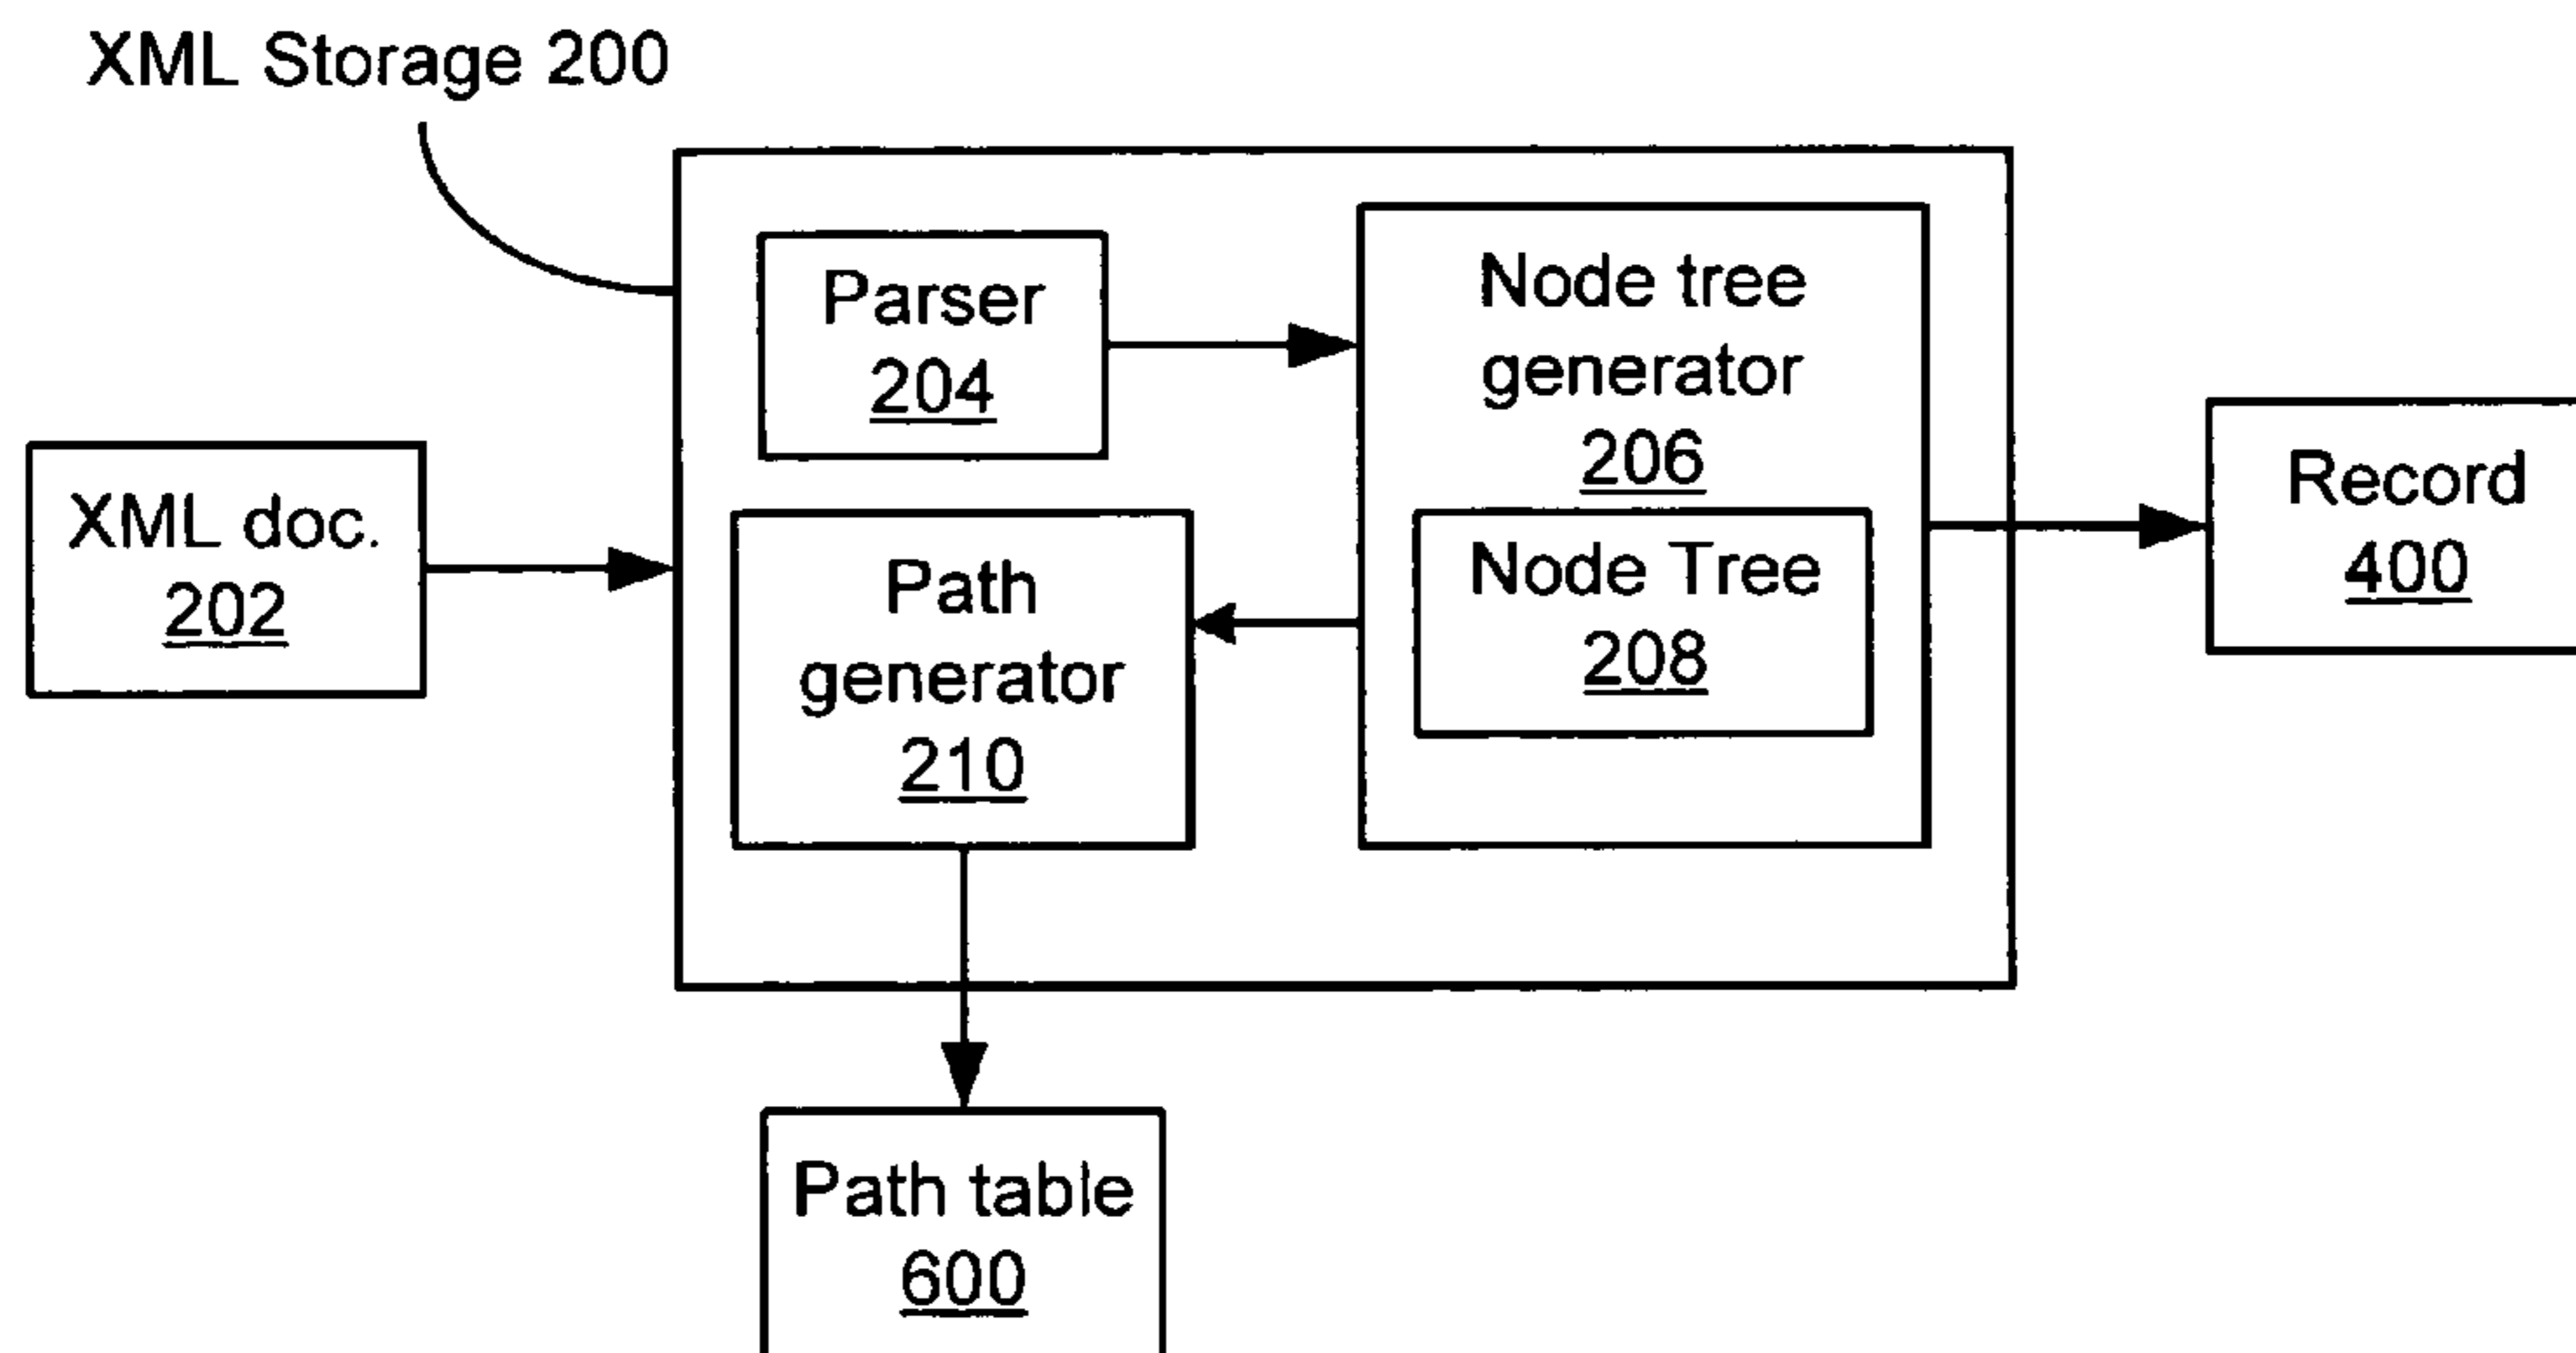 XML Storage 200
Parser
204
Node tree
generator
206
Node Tree
208
XML doc.
202
Path
generator
210
Record
400
Path table
600